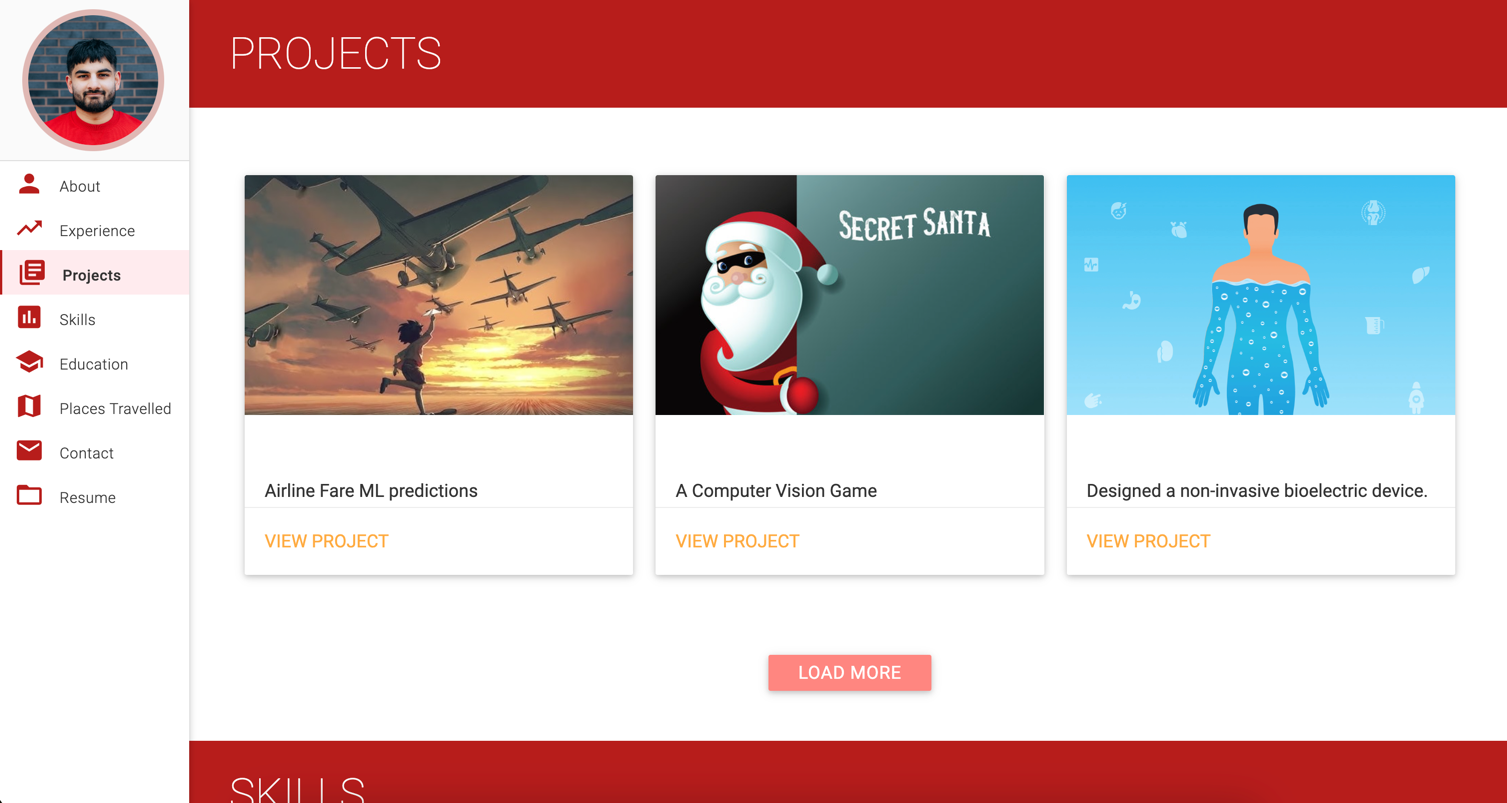 About
Experience
Projects
Skills
Education
Places Travelled
Contact
Resume
PROJECTS
SECRET SANTA
Airline Fare ML predictions
VIEW PROJECT
A Computer Vision Game
VIEW PROJECT
Designed a non-invasive bioelectric device.
VIEW PROJECT
LOAD MORE
SKILLS